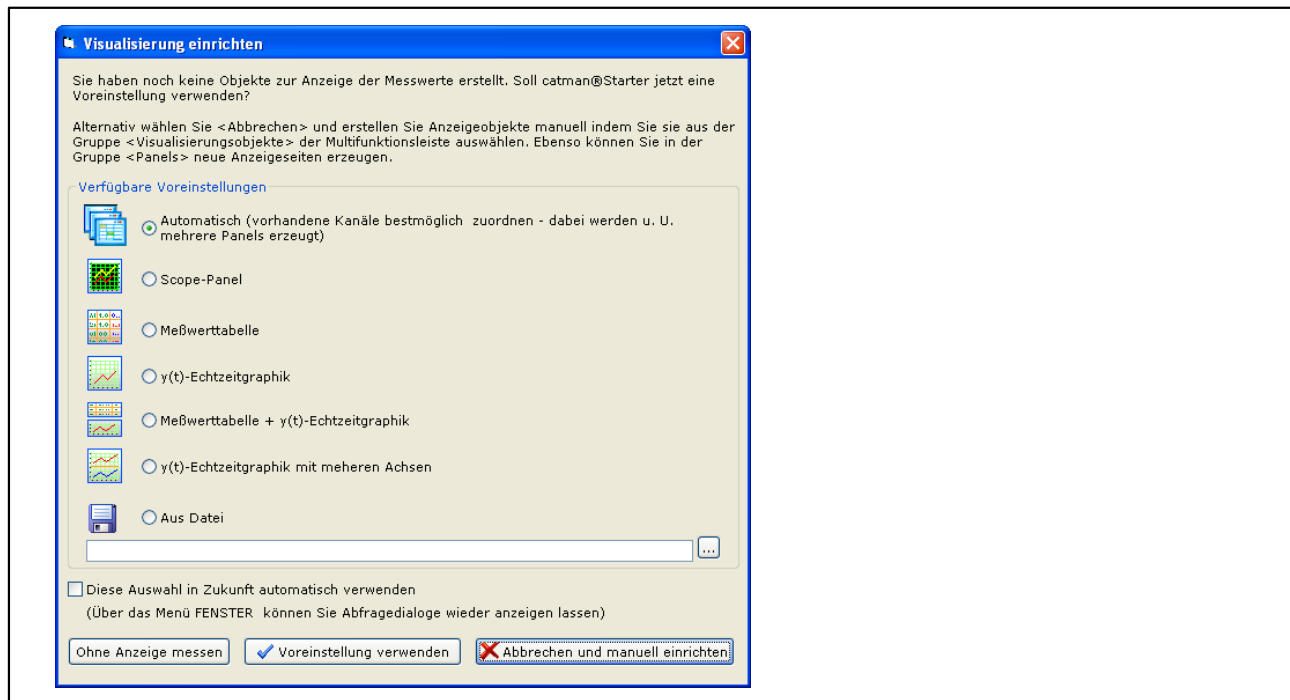 Visualisierung einrichten
Sie haben noch keine Objekte zur Anzeige der Messwerte erstellt. Soll catman®Starter jetzt eine
Voreinstellung verwenden?
Alternativ wählen Sie <Abbrechen> und erstellen Sie Anzeigeobjekte manuell indem Sie sie aus der
Gruppe <Visualisierungsobjekte> der Multifunktionsleiste auswählen. Ebenso können Sie in der
Gruppe <Panels> neue Anzeigeseiten erzeugen.
Verfügbare Voreinstellungen
Automatisch (vorhandene Kanäle bestmöglich zuordnen - dabei werden u. U.
mehrere Panels erzeugt)
Scope-Panel
Meßwerttabelle
y(t)-Echtzeitgraphik
Meßwerttabelle + y(t)-Echtzeitgraphik
y(t)-Echtzeitgraphik mit meheren Achsen
Aus Datei
...
Diese Auswahl in Zukunft automatisch verwenden
(Über das Menü FENSTER können Sie Abfragedialoge wieder anzeigen lassen)
Ohne Anzeige messen
Voreinstellung verwenden
Abbrechen und manuell einrichten